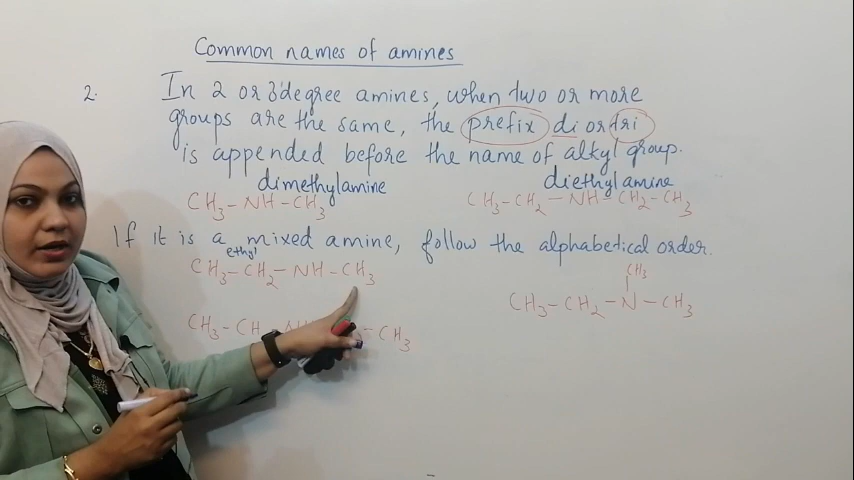 Common names of amines
2. In 2 or 3 degree amines, when two or more
groups are the same, the prefix di or tri
is appended before the name of alkyl group.
dimethylamine diethylamine
CH3-NH-CH3 CH3-CH2-NH-CH2-CH3
If it is a mixed amine, follow the alphabetical order.
ethyl
CH3-CH2-NH-CH3
CH3
CH3-CH2-N-CH3
CH3-CH -CH3